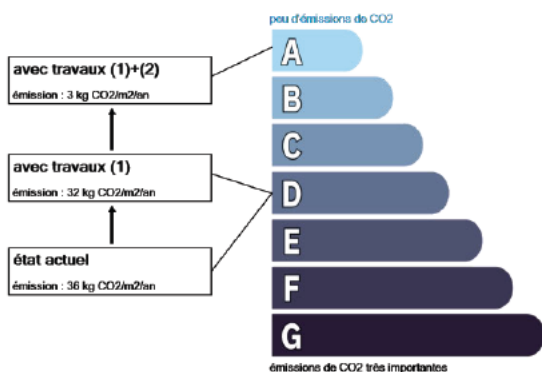 peu d'émissions de CO2
avec travaux (1)+(2)
émission : 3 kg CO2/m2/an
avec travaux (1)
émission : 32 kg CO2/m2/an
état actuel
émission : 36 kg CO2/m2/an
A
B
C
D
E
F
G
émissions de CO2 très importantes